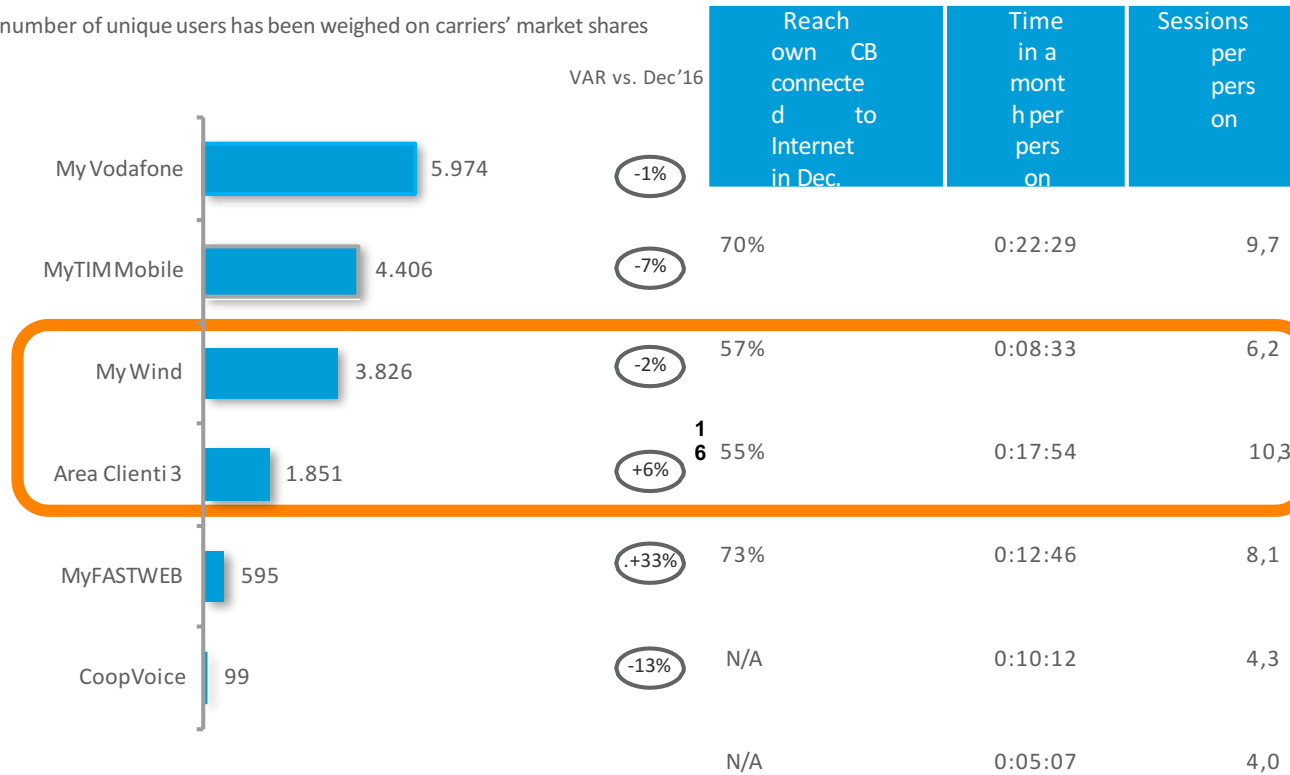 number of unique users has been weighed on carriers' market shares
VAR vs. Dec'16
Reach
own CB
connecte
d to
Internet
in Dec.
Time
in a
mont
h per
pers
on
Sessions
per
pers
on
My Vodafone 5.974 -1%
70% 0:22:29 9,7
MyTIM Mobile 4.406 -7%
57% 0:08:33 6,2
My Wind 3.826 -2%
1
6
55% 0:17:54 10,3
Area Clienti 3 1.851 +6%
73% 0:12:46 8,1
MyFASTWEB 595 .+33%
N/A 0:10:12 4,3
CoopVoice 99 -13%
N/A 0:05:07 4,0